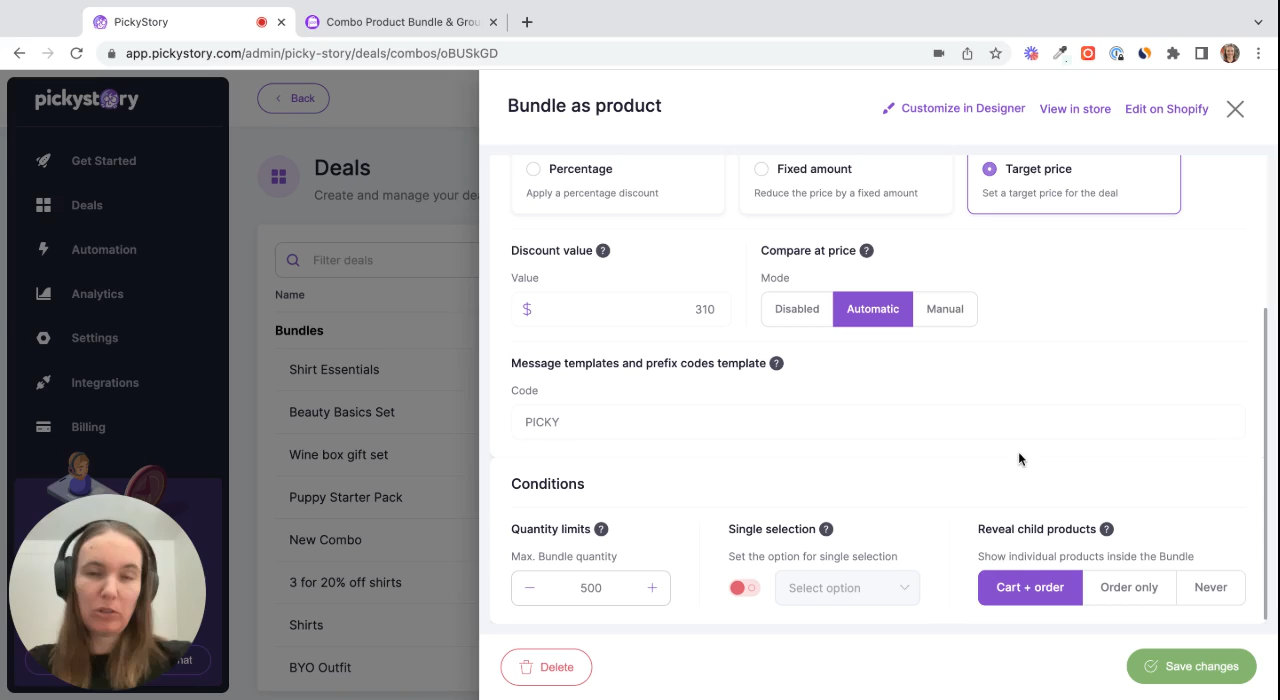 PickyStory
Combo Product Bundle & Grou
app.pickystory.com/admin/picky-story/deals/combos/oBUSkGD
pickystory
Back
Bundle as product
Customize in Designer
View in store
Edit on Shopify
Get Started
Deals
Automation
Analytics
Settings
Integrations
Billing
hat
Deals
Create and manage your dea
Filter deals
Name
Bundles
Shirt Essentials
Beauty Basics Set
Wine box gift set
Puppy Starter Pack
New Combo
3 for 20% off shirts
Shirts
BYO Outfit
Percentage
Apply a percentage discount
Fixed amount
Reduce the price by a fixed amount
Target price
Set a target price for the deal
Discount value ?
Value
$ 310
Compare at price ?
Mode
Disabled Automatic Manual
Message templates and prefix codes template ?
Code
PICKY
Conditions
Quantity limits ?
Max. Bundle quantity
− 500 +
Single selection ?
Set the option for single selection
Select option
Reveal child products ?
Show individual products inside the Bundle
Cart + order Order only Never
Delete
Save changes